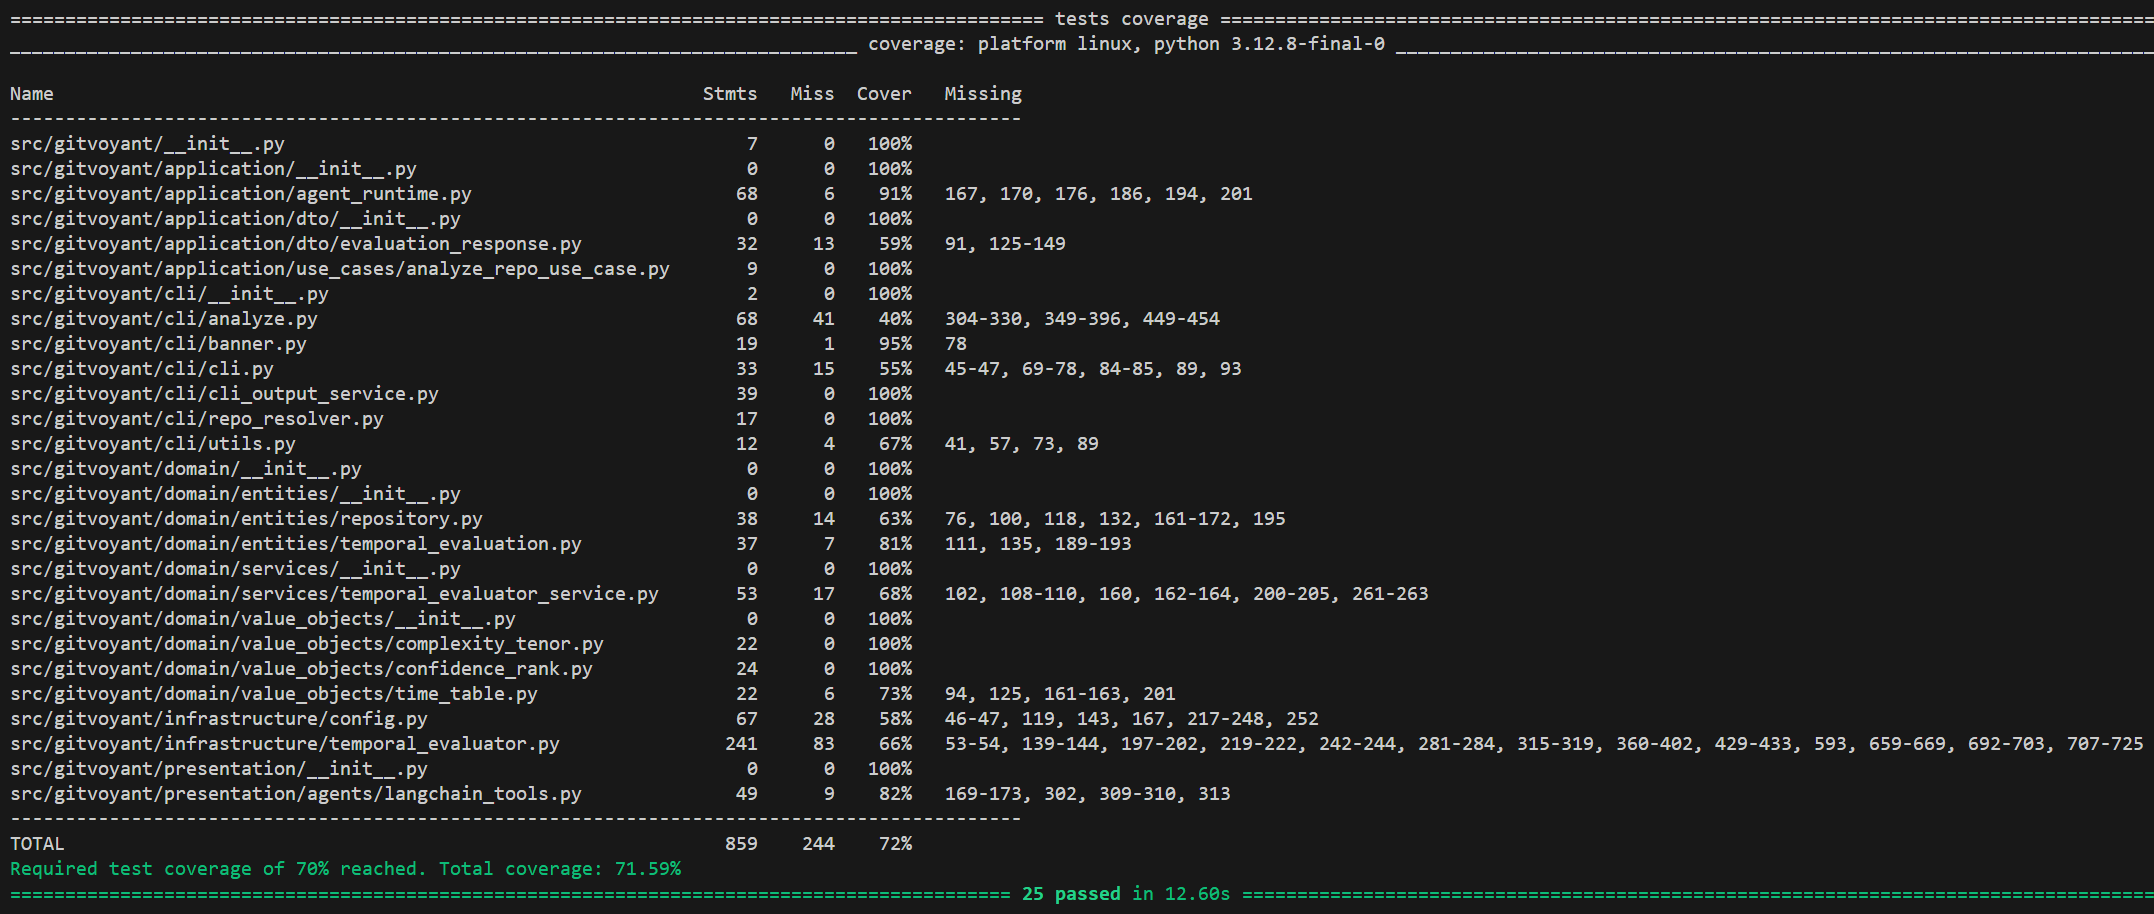 ============================================================================================== tests coverage =====================================================================================
_____________________________________________________________________________ coverage: platform linux, python 3.12.8-final-0 _____________________________________________________________________
Name Stmts Miss Cover Missing
--------------------------------------------------------------------------------------------
src/gitvoyant/__init__.py 7 0 100%
src/gitvoyant/application/__init__.py 0 0 100%
src/gitvoyant/application/agent_runtime.py 68 6 91% 167, 170, 176, 186, 194, 201
src/gitvoyant/application/dto/__init__.py 0 0 100%
src/gitvoyant/application/dto/evaluation_response.py 32 13 59% 91, 125-149
src/gitvoyant/application/use_cases/analyze_repo_use_case.py 9 0 100%
src/gitvoyant/cli/__init__.py 2 0 100%
src/gitvoyant/cli/analyze.py 68 41 40% 304-330, 349-396, 449-454
src/gitvoyant/cli/banner.py 19 1 95% 78
src/gitvoyant/cli/cli.py 33 15 55% 45-47, 69-78, 84-85, 89, 93
src/gitvoyant/cli/cli_output_service.py 39 0 100%
src/gitvoyant/cli/repo_resolver.py 17 0 100%
src/gitvoyant/cli/utils.py 12 4 67% 41, 57, 73, 89
src/gitvoyant/domain/__init__.py 0 0 100%
src/gitvoyant/domain/entities/__init__.py 0 0 100%
src/gitvoyant/domain/entities/repository.py 38 14 63% 76, 100, 118, 132, 161-172, 195
src/gitvoyant/domain/entities/temporal_evaluation.py 37 7 81% 111, 135, 189-193
src/gitvoyant/domain/services/__init__.py 0 0 100%
src/gitvoyant/domain/services/temporal_evaluator_service.py 53 17 68% 102, 108-110, 160, 162-164, 200-205, 261-263
src/gitvoyant/domain/value_objects/__init__.py 0 0 100%
src/gitvoyant/domain/value_objects/complexity_tenor.py 22 0 100%
src/gitvoyant/domain/value_objects/confidence_rank.py 24 0 100%
src/gitvoyant/domain/value_objects/time_table.py 22 6 73% 94, 125, 161-163, 201
src/gitvoyant/infrastructure/config.py 67 28 58% 46-47, 119, 143, 167, 217-248, 252
src/gitvoyant/infrastructure/temporal_evaluator.py 241 83 66% 53-54, 139-144, 197-202, 219-222, 242-244, 281-284, 315-319, 360-402, 429-433, 593, 659-669, 692-703, 707-725
src/gitvoyant/presentation/__init__.py 0 0 100%
src/gitvoyant/presentation/agents/langchain_tools.py 49 9 82% 169-173, 302, 309-310, 313
--------------------------------------------------------------------------------------------
TOTAL 859 244 72%
Required test coverage of 70% reached. Total coverage: 71.59%
=========================================================================================== 25 passed in 12.60s ===================================================================================